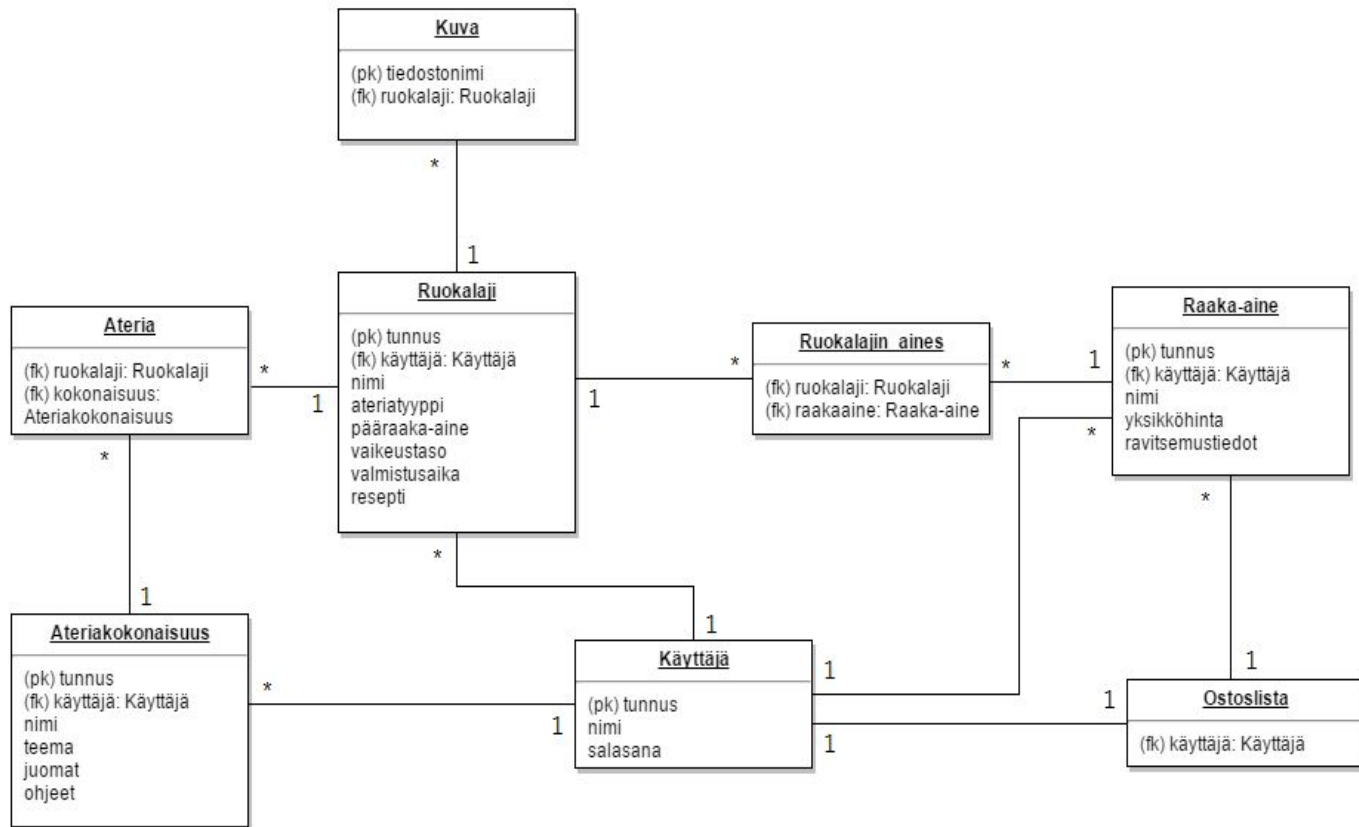 Kuva
(pk) tiedostonimi
(fk) ruokalaji: Ruokalaji
*
1
Ruokalaji
(pk) tunnus
(fk) käyttäjä: Käyttäjä
nimi
ateriatyyppi
pääraaka-aine
vaikeustaso
valmistusaika
resepti
Ateria
(fk) ruokalaji: Ruokalaji
(fk) kokonaisuus:
Ateriakokonaisuus
*
1
*
1
Ruokalajin_aines
(fk) ruokalaji: Ruokalaji
(fk) raakaaine: Raaka-aine
*
1
*
1
Raaka-aine
(pk) tunnus
(fk) käyttäjä: Käyttäjä
nimi
yksikköhinta
ravitsemustiedot
*
*
1
*
1
Ateriakokonaisuus
(pk) tunnus
(fk) käyttäjä: Käyttäjä
nimi
teema
juomat
ohjeet
*
1
Käyttäjä
(pk) tunnus
nimi
salasana
1
1
1
Ostoslista
(fk) käyttäjä: Käyttäjä